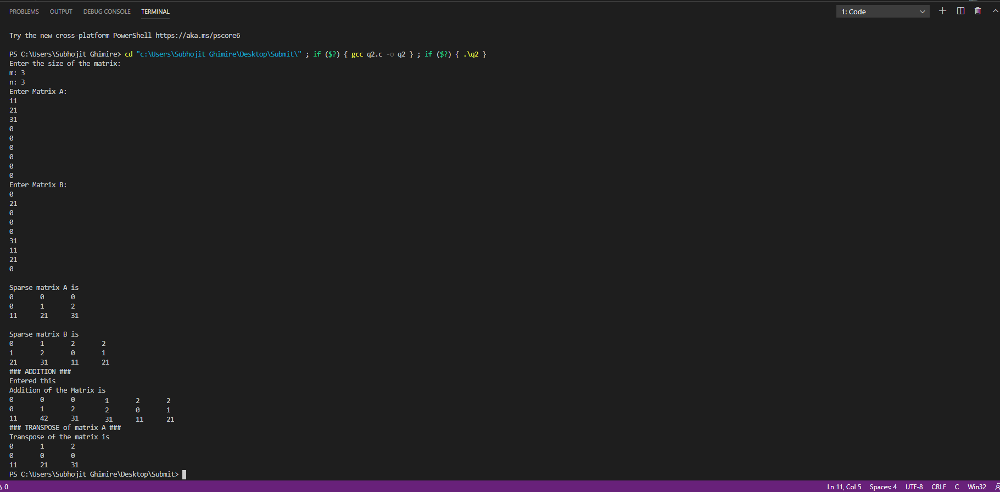 PROBLEMS OUTPUT DEBUG CONSOLE TERMINAL 1: Code
Try the new cross-platform PowerShell https://aka.ms/pscore6
PS C:\Users\Subhojit Ghimire> cd "c:\Users\Subhojit Ghimire\Desktop\Submit\" ; if ($?) { gcc q2.c -o q2 } ; if ($?) { .\q2 }
Enter the size of the matrix:
m: 3
n: 3
Enter Matrix A:
11
21
31
0
0
0
0
0
0
Enter Matrix B:
0
21
0
0
0
31
11
21
0
Sparse matrix A is
0 0 0
0 1 2
11 21 31
Sparse matrix B is
0 1 2 2
1 2 0 1
21 31 11 21
### ADDITION ###
Entered this
Addition of the Matrix is
0 0 0 1 2 2
0 1 2 2 0 1
11 42 31 31 11 21
### TRANSPOSE of matrix A ###
Transpose of the matrix is
0 1 2
0 0 0
11 21 31
PS C:\Users\Subhojit Ghimire\Desktop\Submit>
0 Ln 11, Col 5 Spaces: 4 UTF-8 CRLF C Win32